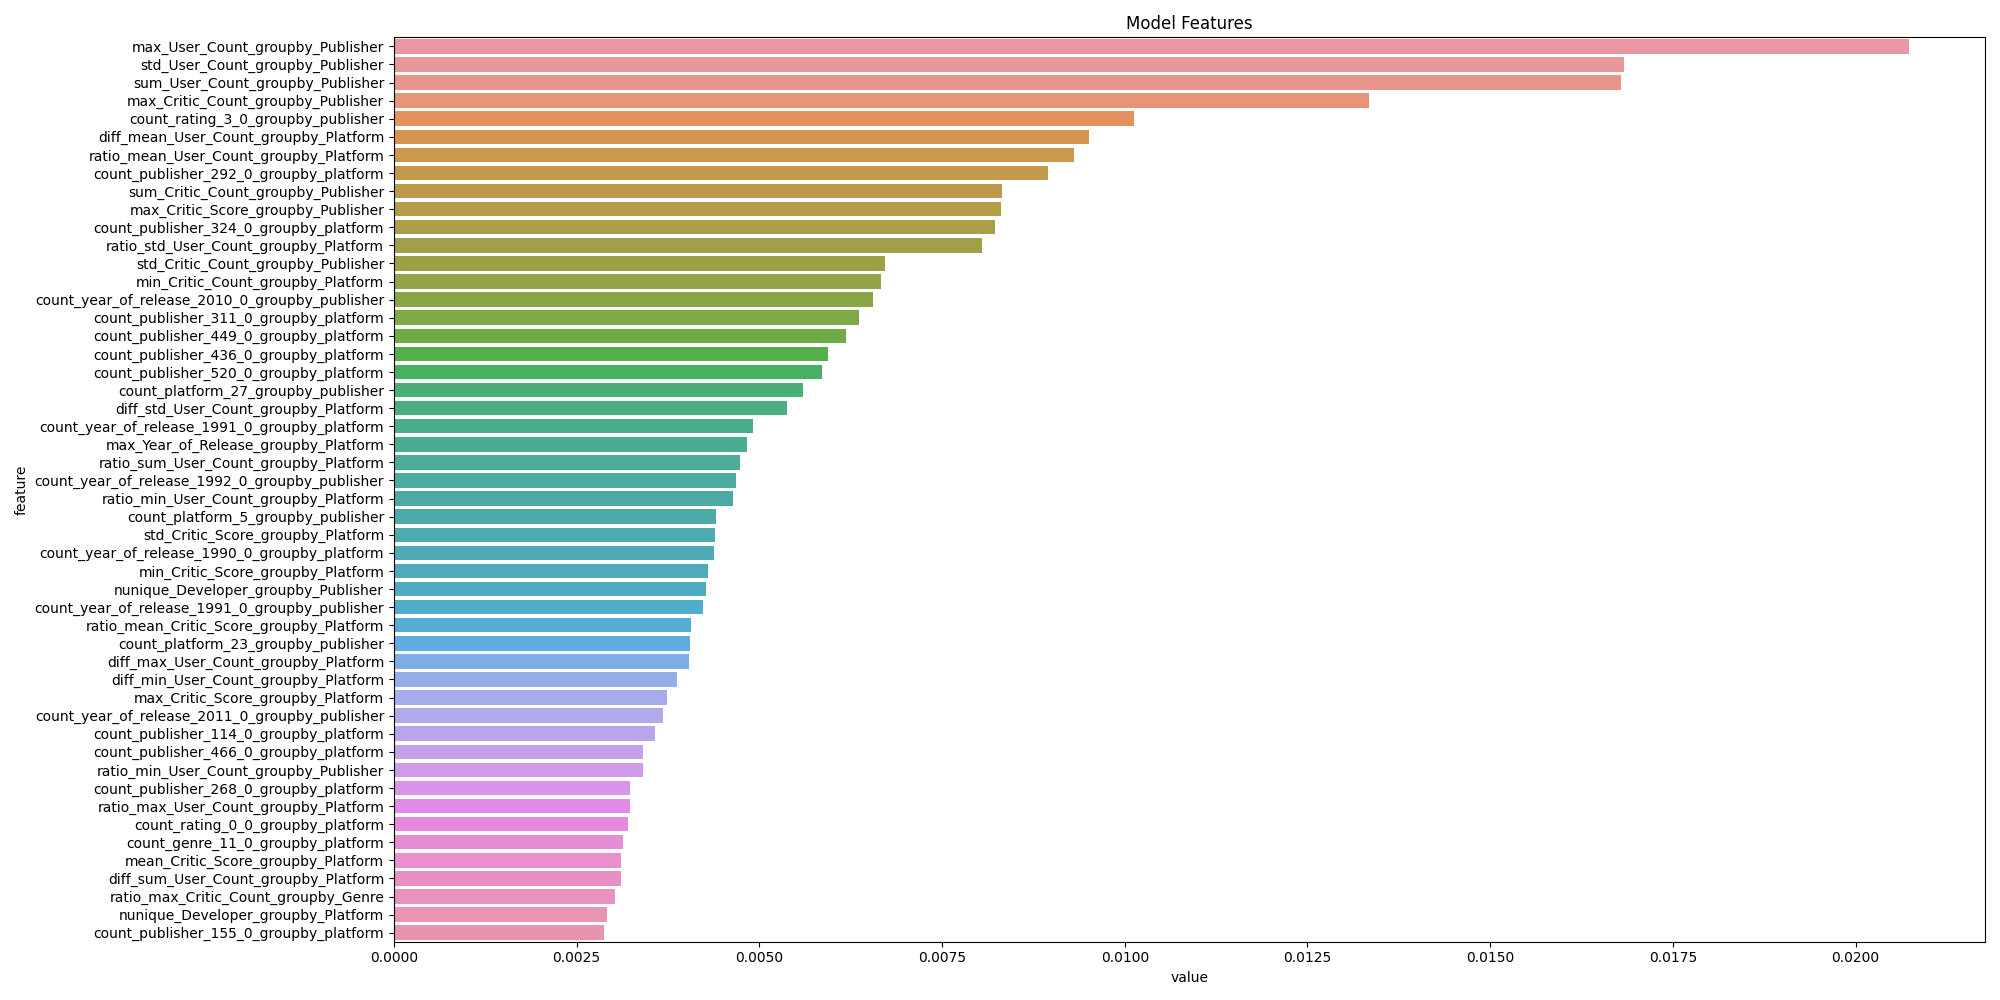 Model Features
max_User_Count_groupby_Publisher
std_User_Count_groupby_Publisher
sum_User_Count_groupby_Publisher
max_Critic_Count_groupby_Publisher
count_rating_3_0_groupby_publisher
diff_mean_User_Count_groupby_Platform
ratio_mean_User_Count_groupby_Platform
count_publisher_292_0_groupby_platform
sum_Critic_Count_groupby_Publisher
max_Critic_Score_groupby_Publisher
count_publisher_324_0_groupby_platform
ratio_std_User_Count_groupby_Platform
std_Critic_Count_groupby_Publisher
min_Critic_Count_groupby_Platform
count_year_of_release_2010_0_groupby_publisher
count_publisher_311_0_groupby_platform
count_publisher_449_0_groupby_platform
count_publisher_436_0_groupby_platform
count_publisher_520_0_groupby_platform
count_platform_27_groupby_publisher
diff_std_User_Count_groupby_Platform
count_year_of_release_1991_0_groupby_platform
max_Year_of_Release_groupby_Platform
ratio_sum_User_Count_groupby_Platform
count_year_of_release_1992_0_groupby_publisher
ratio_min_User_Count_groupby_Platform
count_platform_5_groupby_publisher
std_Critic_Score_groupby_Platform
count_year_of_release_1990_0_groupby_platform
min_Critic_Score_groupby_Platform
nunique_Developer_groupby_Publisher
count_year_of_release_1991_0_groupby_publisher
ratio_mean_Critic_Score_groupby_Platform
count_platform_23_groupby_publisher
diff_max_User_Count_groupby_Platform
diff_min_User_Count_groupby_Platform
max_Critic_Score_groupby_Platform
count_year_of_release_2011_0_groupby_publisher
count_publisher_114_0_groupby_platform
count_publisher_466_0_groupby_platform
ratio_min_User_Count_groupby_Publisher
count_publisher_268_0_groupby_platform
ratio_max_User_Count_groupby_Platform
count_rating_0_0_groupby_platform
count_genre_11_0_groupby_platform
mean_Critic_Score_groupby_Platform
diff_sum_User_Count_groupby_Platform
ratio_max_Critic_Count_groupby_Genre
nunique_Developer_groupby_Platform
count_publisher_155_0_groupby_platform
feature
0.0000 0.0025 0.0050 0.0075 0.0100 0.0125 0.0150 0.0175 0.0200
value